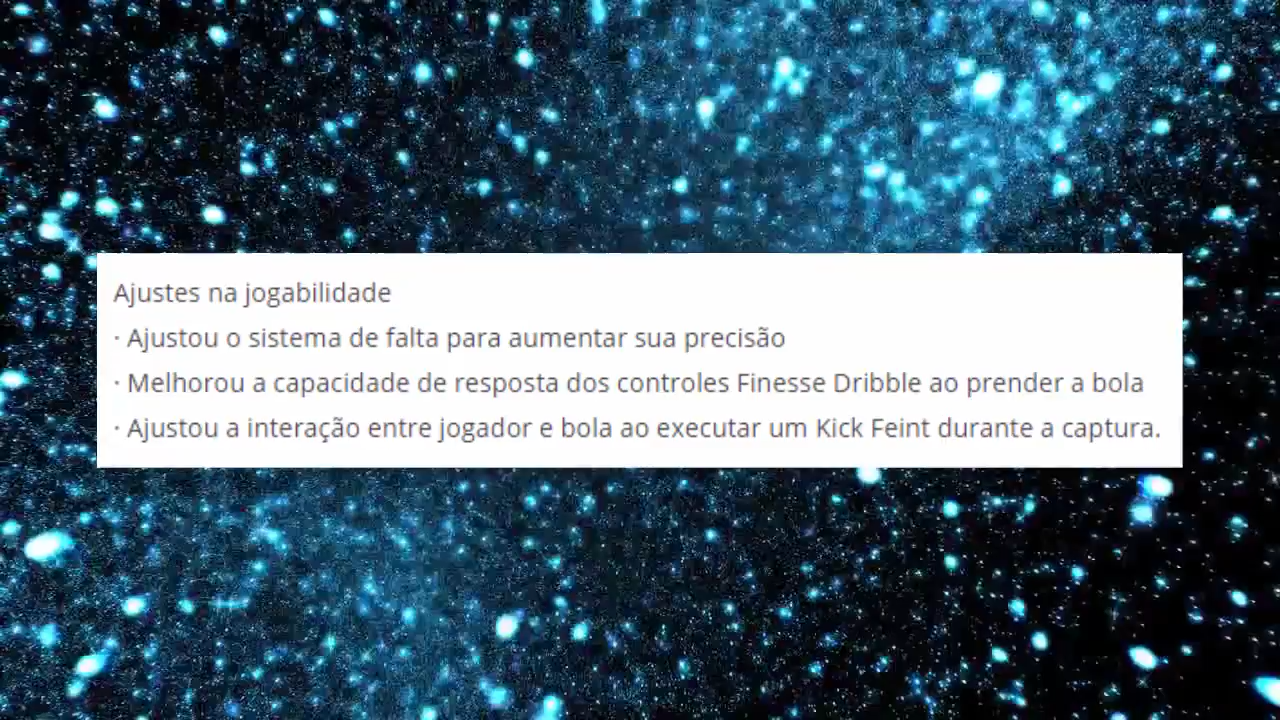 Ajustes na jogabilidade
· Ajustou o sistema de falta para aumentar sua precisão
· Melhorou a capacidade de resposta dos controles Finesse Dribble ao prender a bola
· Ajustou a interação entre jogador e bola ao executar um Kick Feint durante a captura.